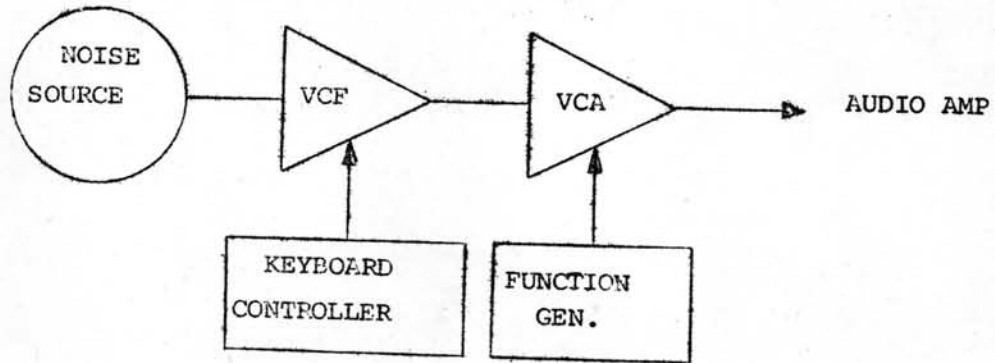 NOISE
SOURCE
VCF
VCA
AUDIO AMP
KEYBOARD
CONTROLLER
FUNCTION
GEN.